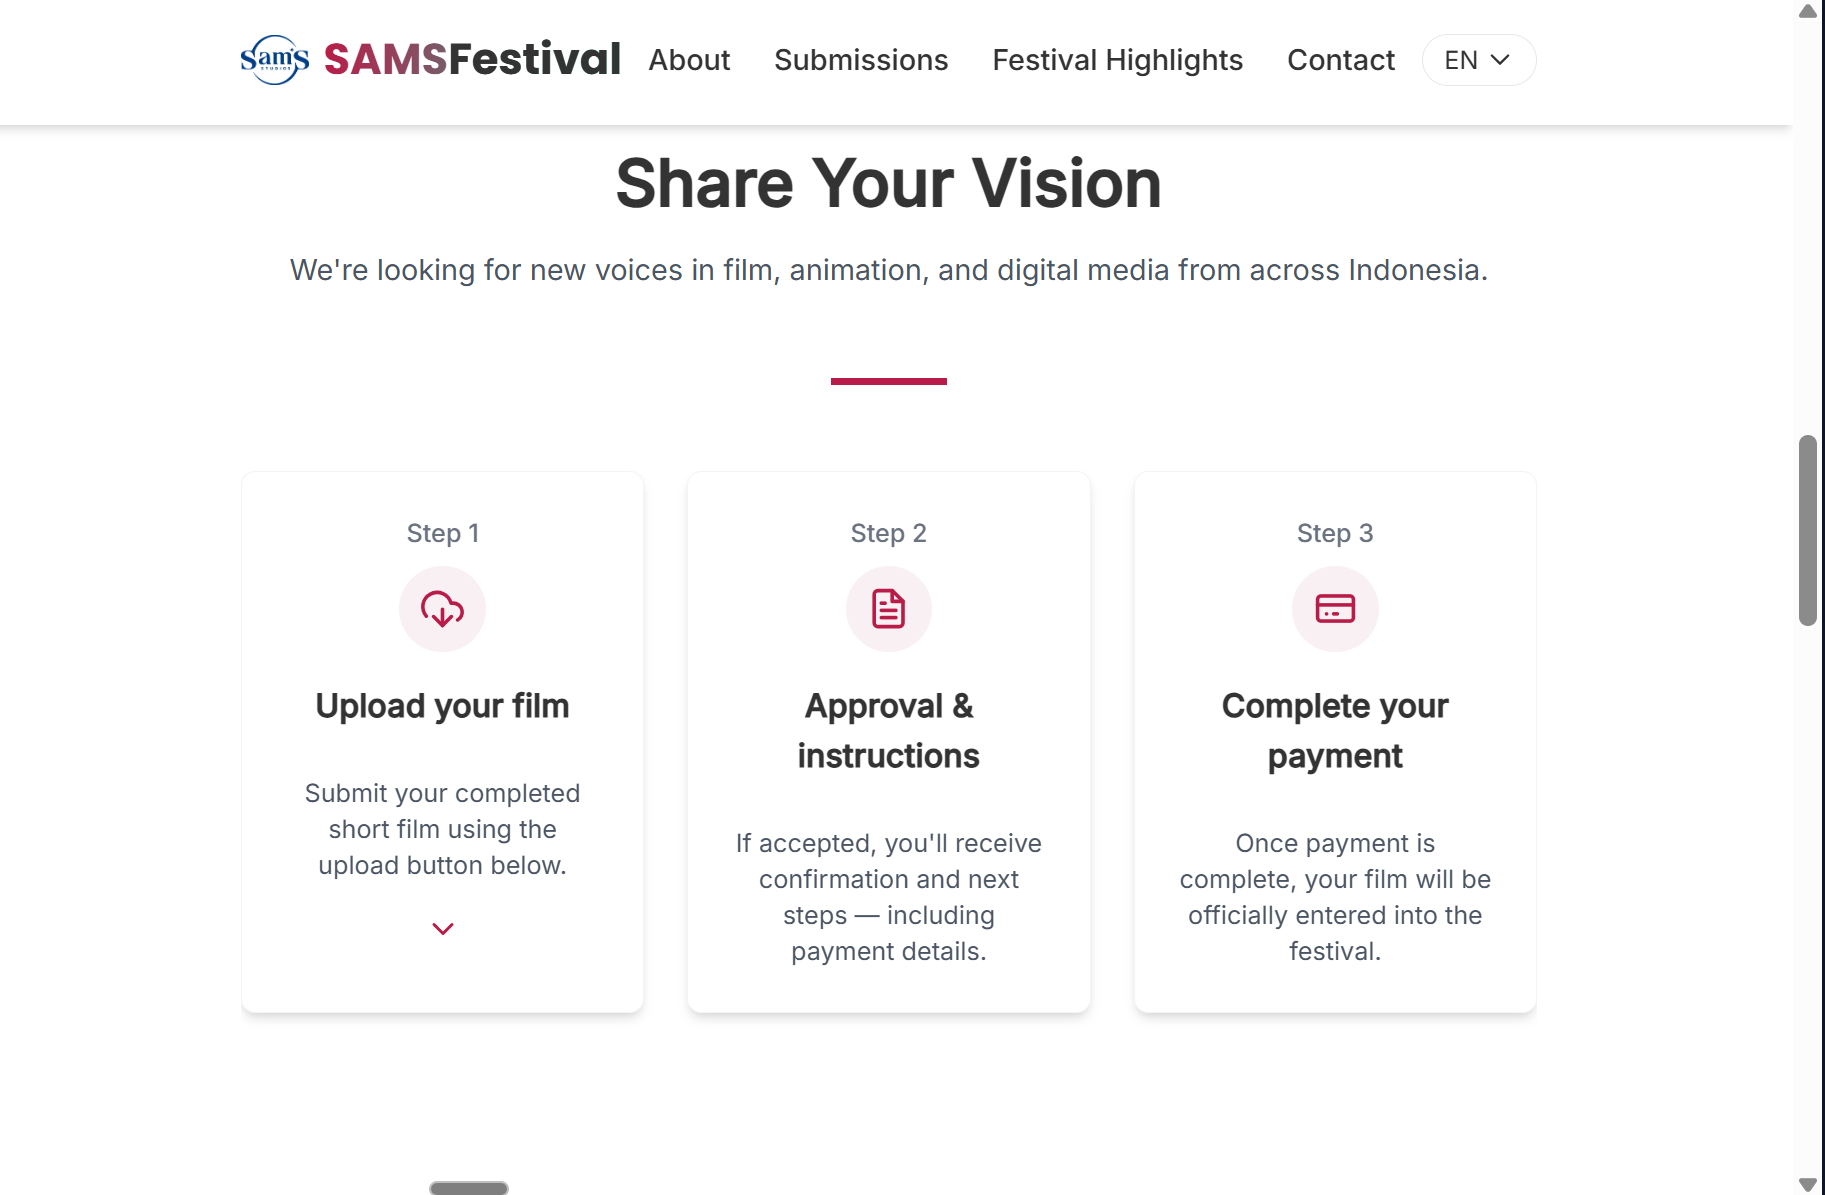 Sam's
STUDIOS
SAMSFestival
About
Submissions
Festival Highlights
Contact
EN
Share Your Vision
We're looking for new voices in film, animation, and digital media from across Indonesia.
Step 1
Upload your film
Submit your completed
short film using the
upload button below.
Step 2
Approval &
instructions
If accepted, you'll receive
confirmation and next
steps — including
payment details.
Step 3
Complete your
payment
Once payment is
complete, your film will be
officially entered into the
festival.